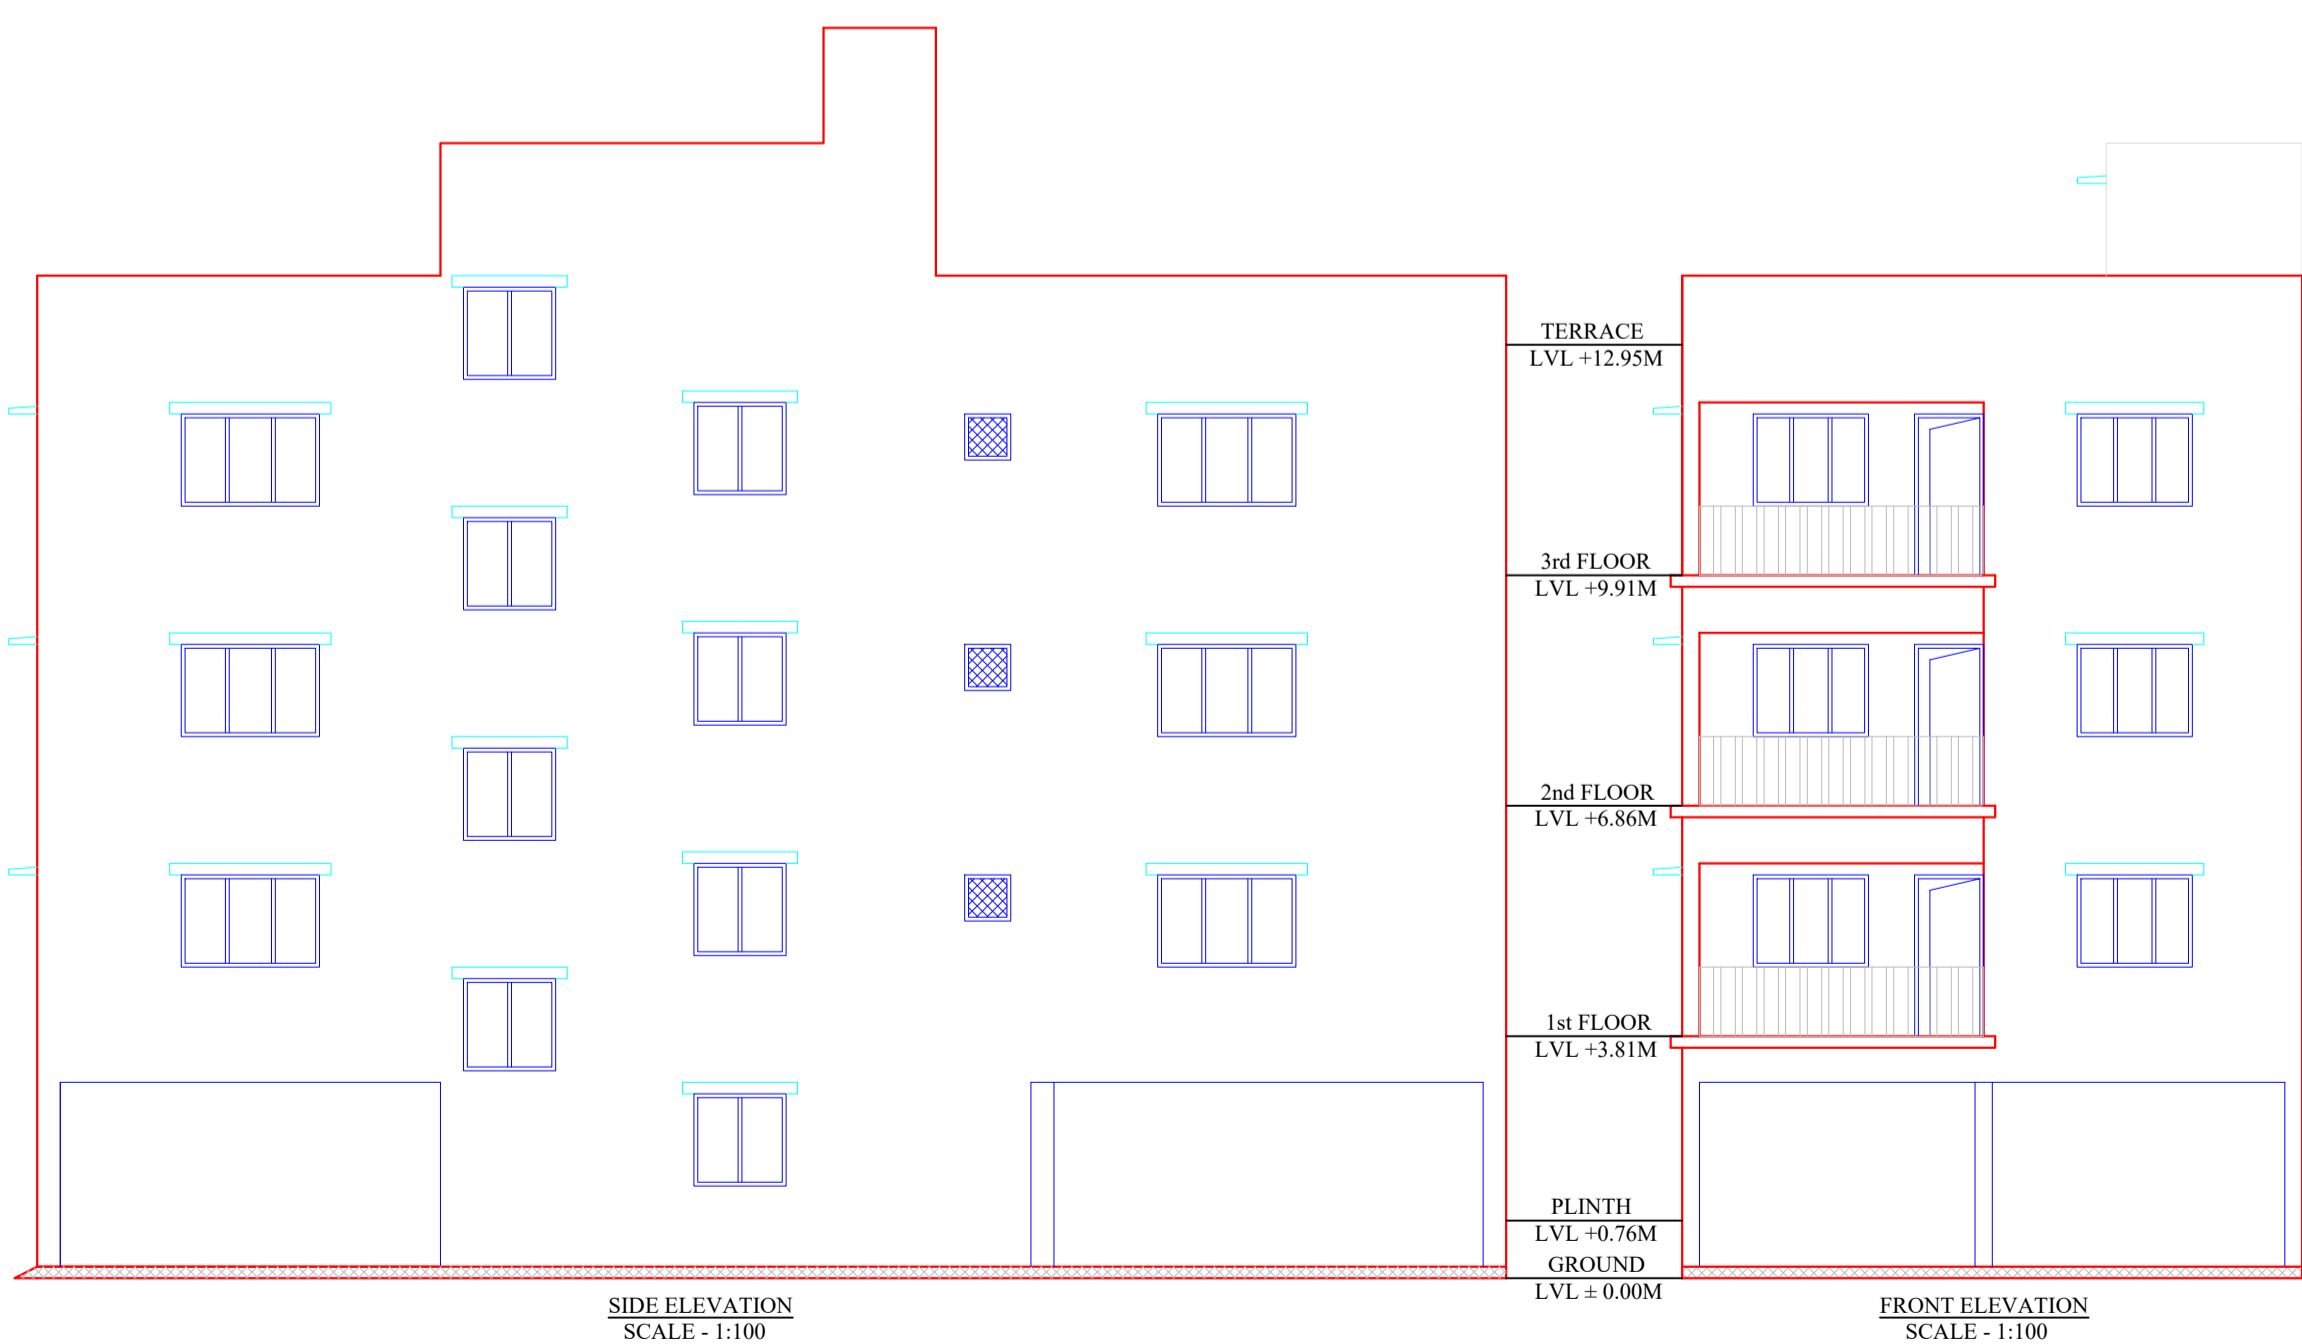 TERRACE
LVL +12.95M
3rd FLOOR
LVL +9.91M
2nd FLOOR
LVL +6.86M
1st FLOOR
LVL +3.81M
PLINTH
LVL +0.76M
GROUND
LVL ± 0.00M
SIDE ELEVATION
SCALE - 1:100
FRONT ELEVATION
SCALE - 1:100